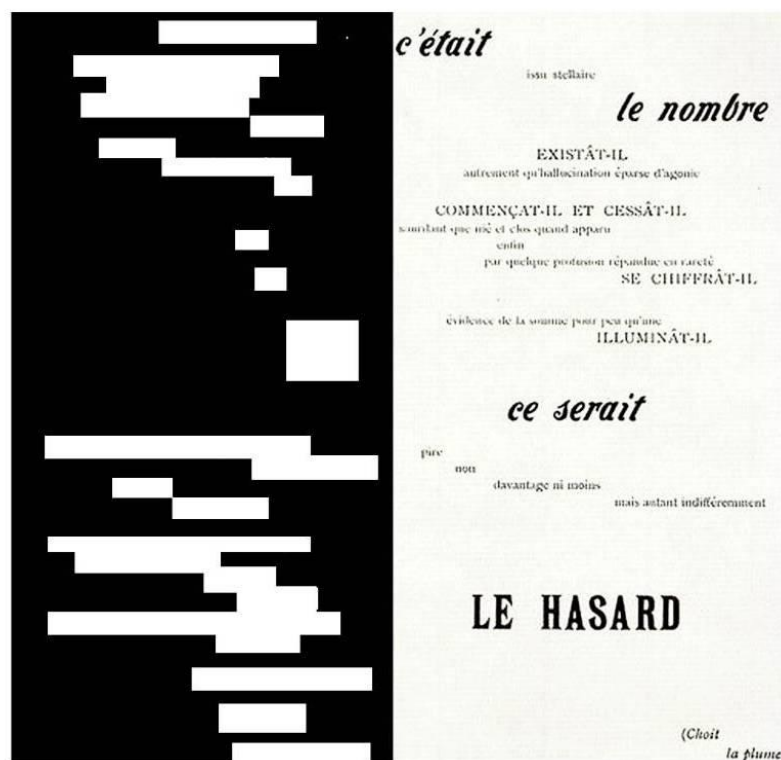 c'était
issu stellaire
le nombre
EXISTÂT-IL
autrement qu'hallucination éparse d'agonie
COMMENÇAT-IL ET CESSÂT-IL
sourdant que nié et clos quand apparu
enfin
par quelque profusion répandue en rareté
SE CHIFFRÂT-IL
évidence de la somme pour peu qu'une
ILLUMINÂT-IL
ce serait
pire
non
davantage ni moins
mais autant indifféremment
LE HASARD
(Choit
la plume